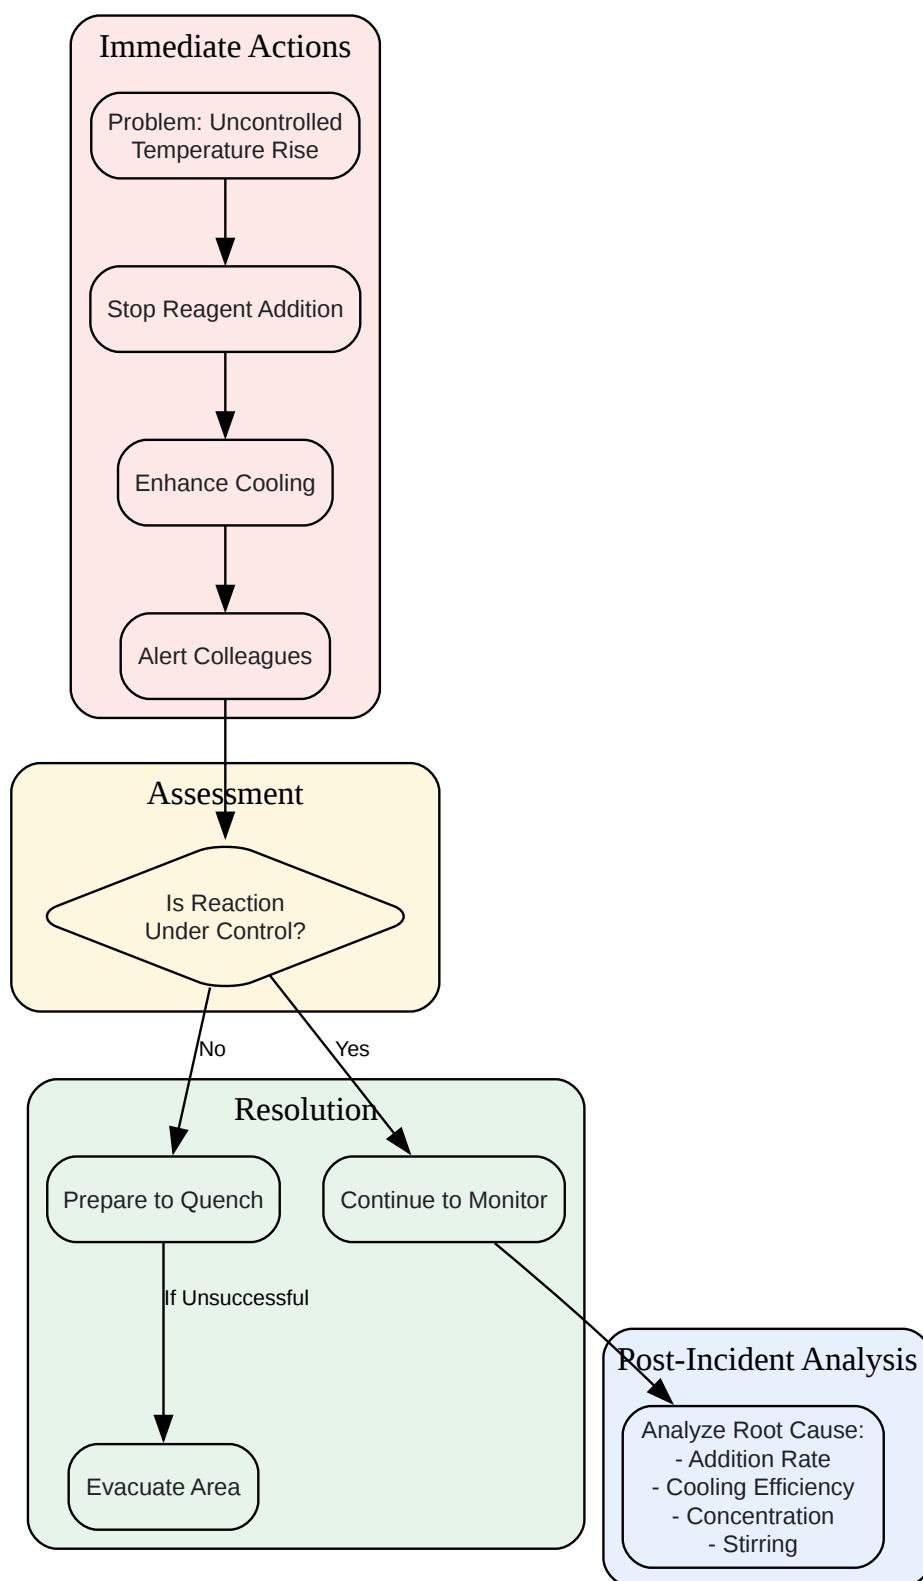 Immediate Actions
Problem: Uncontrolled
Temperature Rise
Stop Reagent Addition
Enhance Cooling
Alert Colleagues
Assessment
Is Reaction
Under Control?
No
Yes
Resolution
Prepare to Quench
Continue to Monitor
If Unsuccessful
Evacuate Area
Post-Incident Analysis
Analyze Root Cause:
- Addition Rate
- Cooling Efficiency
- Concentration
- Stirring